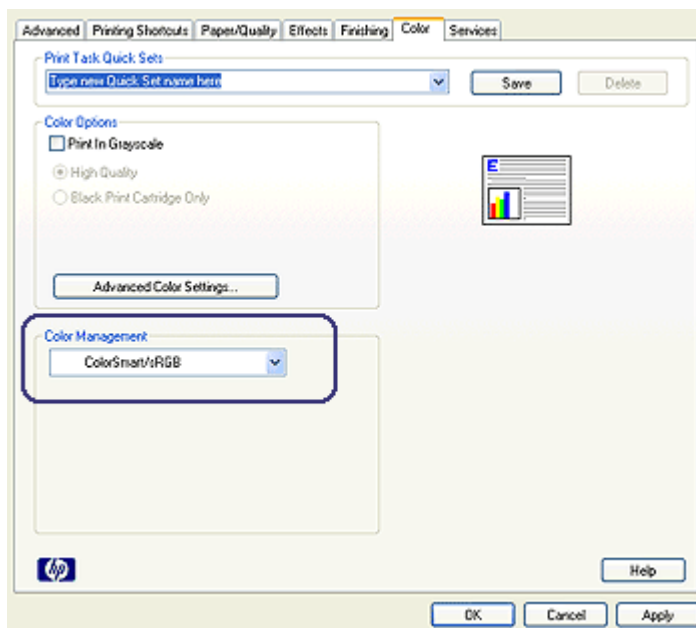 Advanced Printing Shortcuts Paper/Quality Effects Finishing Color Services
Print Task Quick Sets
Type new Quick Set name here Save Delete
Color Options
Print In Grayscale
High Quality
Black Print Cartridge Only
E
Advanced Color Settings...
Color Management
ColorSmart/sRGB
hp
Help
OK Cancel Apply